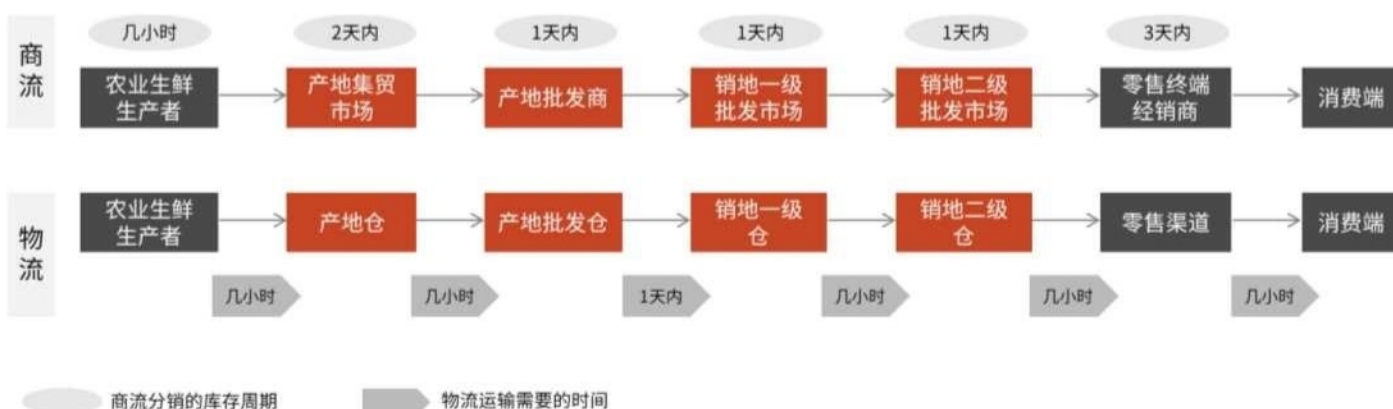 商
流
几小时
2天内
1天内
1天内
1天内
3天内
农业生鲜
生产者
产地集贸
市场
产地批发商
销地一级
批发市场
销地二级
批发市场
零售终端
经销商
消费端
物
流
农业生鲜
生产者
产地仓
产地批发仓
销地一级
仓
销地二级
仓
零售渠道
消费端
几小时
几小时
1天内
几小时
几小时
几小时
商流分销的库存周期
物流运输需要的时间